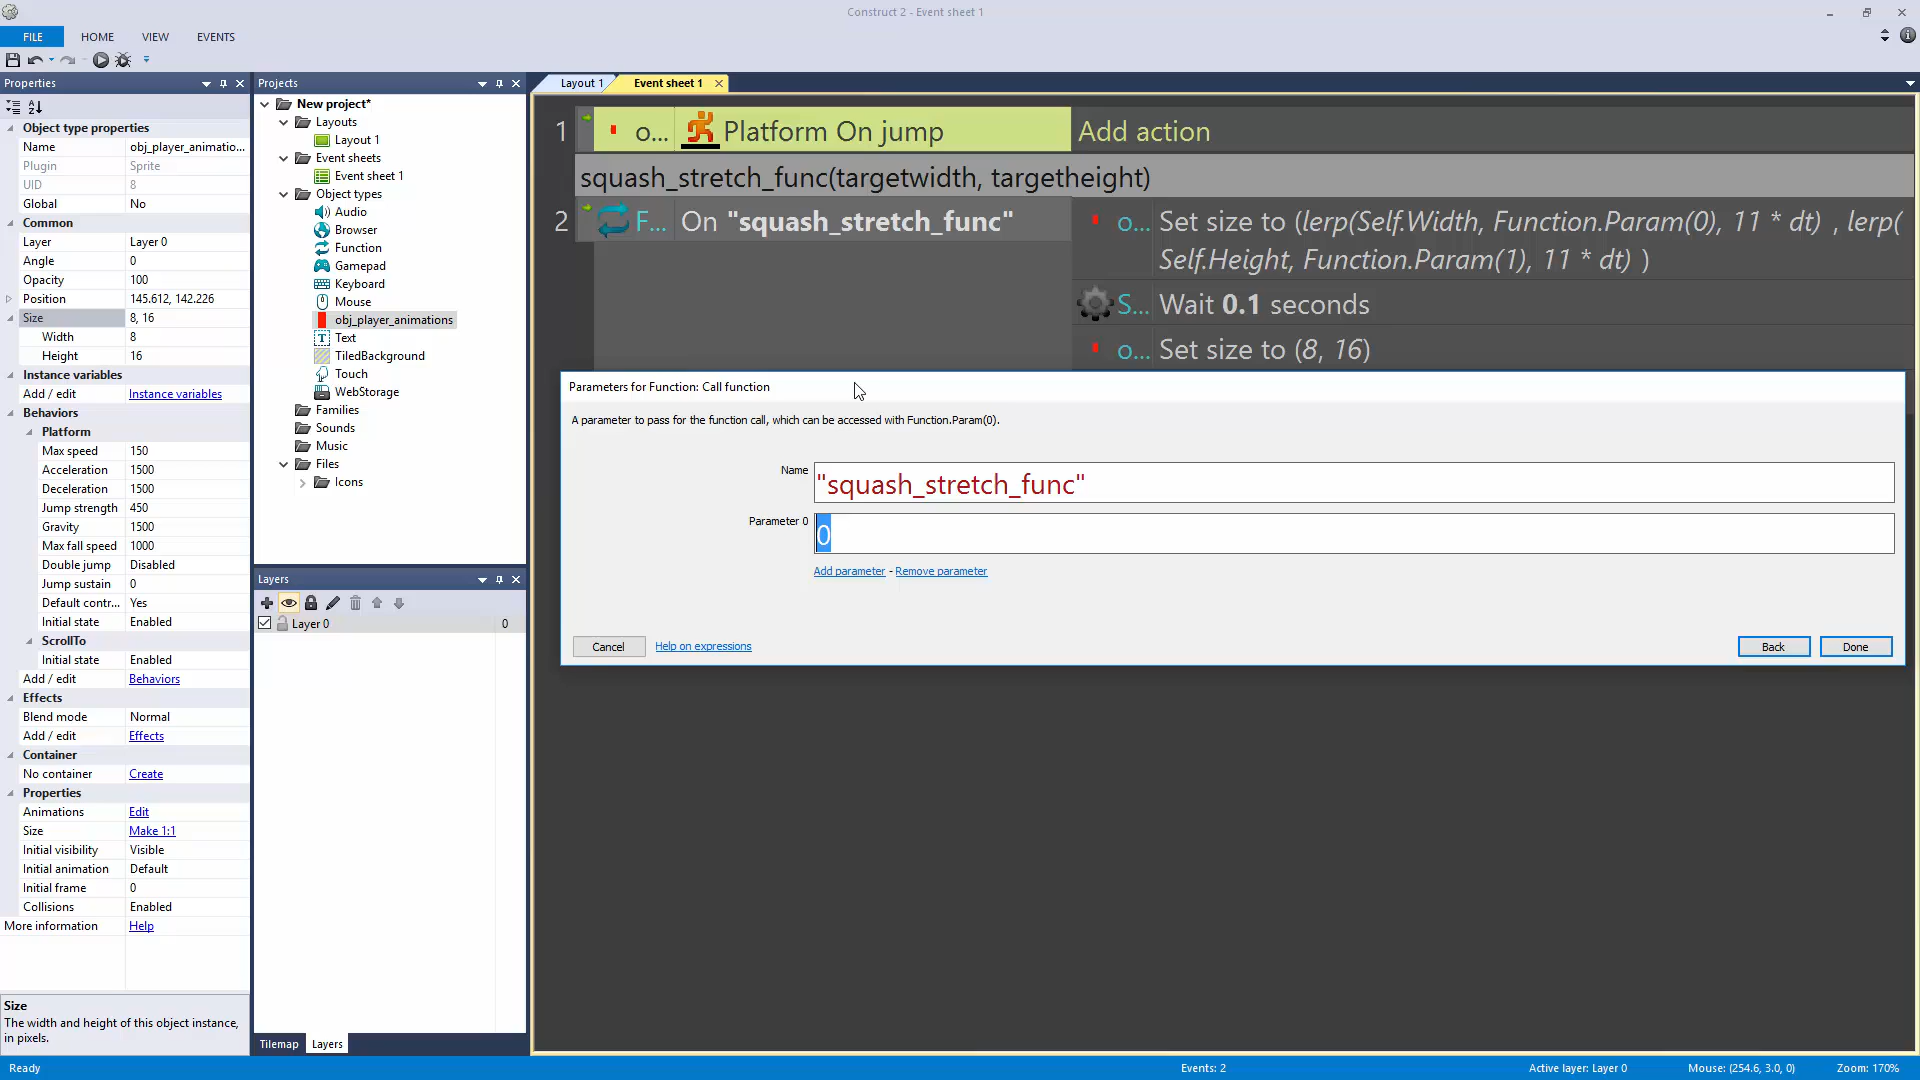 Construct 2 - Event sheet 1
FILE
HOME
VIEW
EVENTS
Properties
Object type properties
Name obj_player_animatio...
Plugin Sprite
UID 8
Global No
Common
Layer Layer 0
Angle 0
Opacity 100
Position 145.612, 142.226
Size 8, 16
Width 8
Height 16
Instance variables
Add / edit Instance variables
Behaviors
Platform
Max speed 150
Acceleration 1500
Deceleration 1500
Jump strength 450
Gravity 1500
Max fall speed 1000
Double jump Disabled
Jump sustain 0
Default contr... Yes
Initial state Enabled
ScrollTo
Initial state Enabled
Add / edit Behaviors
Effects
Blend mode Normal
Add / edit Effects
Container
No container Create
Properties
Animations Edit
Size Make 1:1
Initial visibility Visible
Initial animation Default
Initial frame 0
Collisions Enabled
More information Help
Size
The width and height of this object instance,
in pixels.
Projects
New project*
Layouts
Layout 1
Event sheets
Event sheet 1
Object types
Audio
Browser
Function
Gamepad
Keyboard
Mouse
obj_player_animations
Text
TiledBackground
Touch
WebStorage
Families
Sounds
Music
Files
Icons
Layers
Layer 0 0
Tilemap Layers
Layout 1
Event sheet 1
1 o... Platform On jump Add action
squash_stretch_func(targetwidth, targetheight)
2 F... On "squash_stretch_func" o... Set size to (lerp(Self.Width, Function.Param(0), 11 * dt) , lerp(
Self.Height, Function.Param(1), 11 * dt) )
S... Wait 0.1 seconds
o... Set size to (8, 16)
Parameters for Function: Call function
A parameter to pass for the function call, which can be accessed with Function.Param(0).
Name "squash_stretch_func"
Parameter 0 0
Add parameter - Remove parameter
Cancel Help on expressions Back Done
Ready Events: 2 Active layer: Layer 0 Mouse: (254.6, 3.0, 0) Zoom: 170%